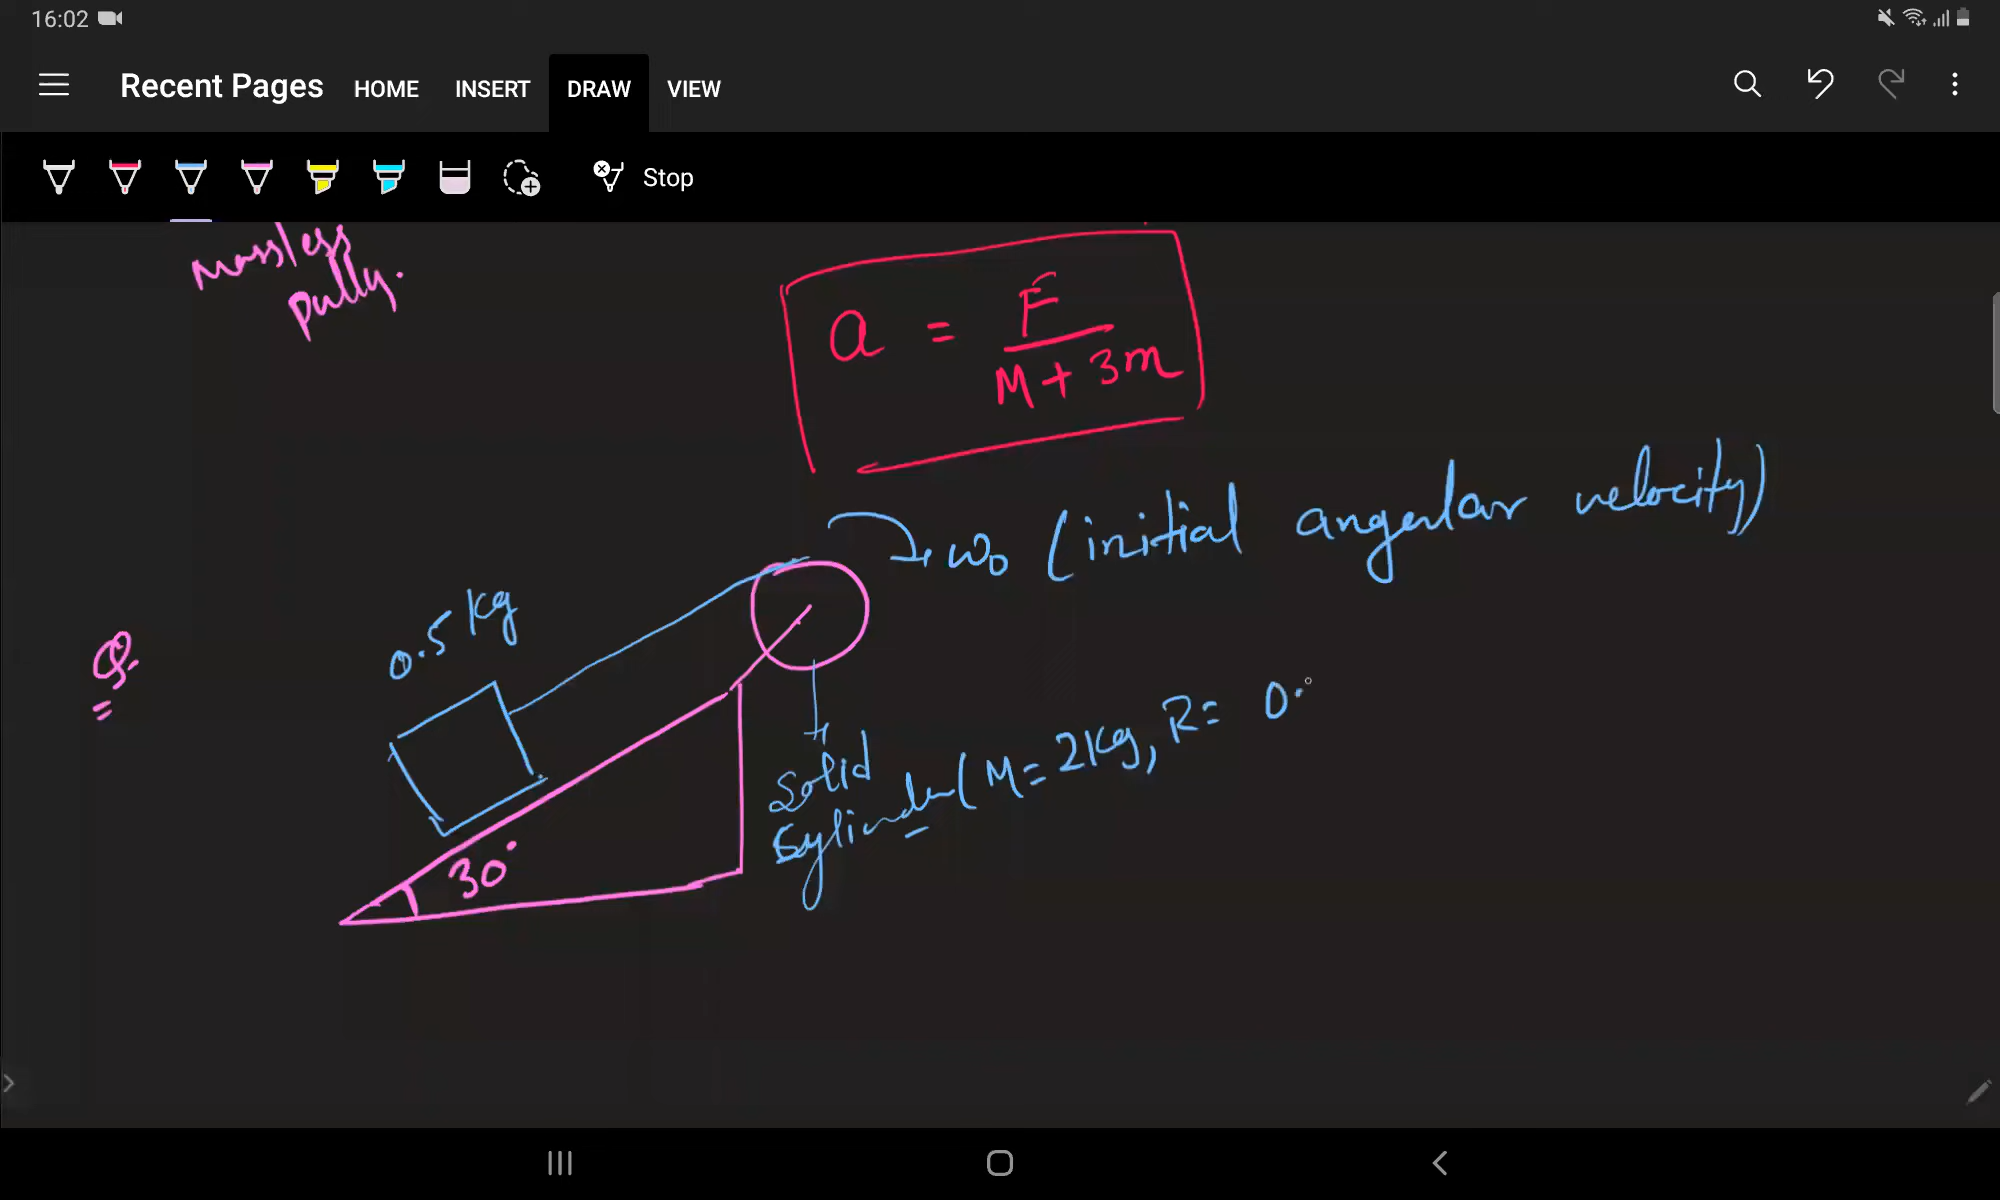 16:02
Recent Pages HOME INSERT DRAW VIEW
Stop
massless
pully.
a = F / M + 3m
ω₀ (initial angular velocity)
0.5 kg
Q.
Solid
Cylinder (M = 2kg, R = 0.
30°